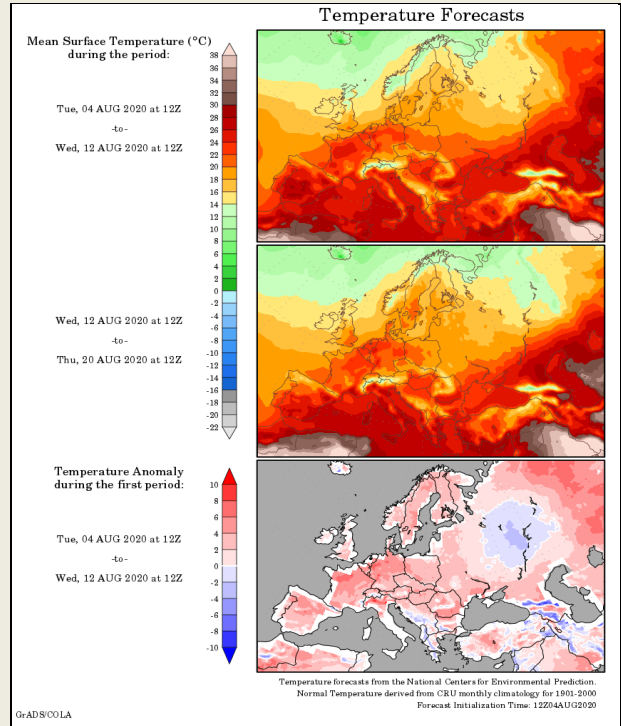 Temperature Forecasts
Mean Surface Temperature (°C)
during the period:
Tue, 04 AUG 2020 at 12Z
-to-
Wed, 12 AUG 2020 at 12Z
38
36
34
32
30
28
26
24
22
20
18
16
14
12
10
8
6
4
2
0
-2
-4
-6
-8
-10
-12
-14
-16
-18
-20
-22
Wed, 12 AUG 2020 at 12Z
-to-
Thu, 20 AUG 2020 at 12Z
Temperature Anomaly
during the first period:
Tue, 04 AUG 2020 at 12Z
-to-
Wed, 12 AUG 2020 at 12Z
10
8
6
4
2
0
-2
-4
-6
-8
-10
Temperature forecasts from the National Centers for Environmental Prediction.
Normal Temperature derived from CRU monthly climatology for 1901-2000
Forecast Initialization Time: 12Z04AUG2020
GrADS/COLA